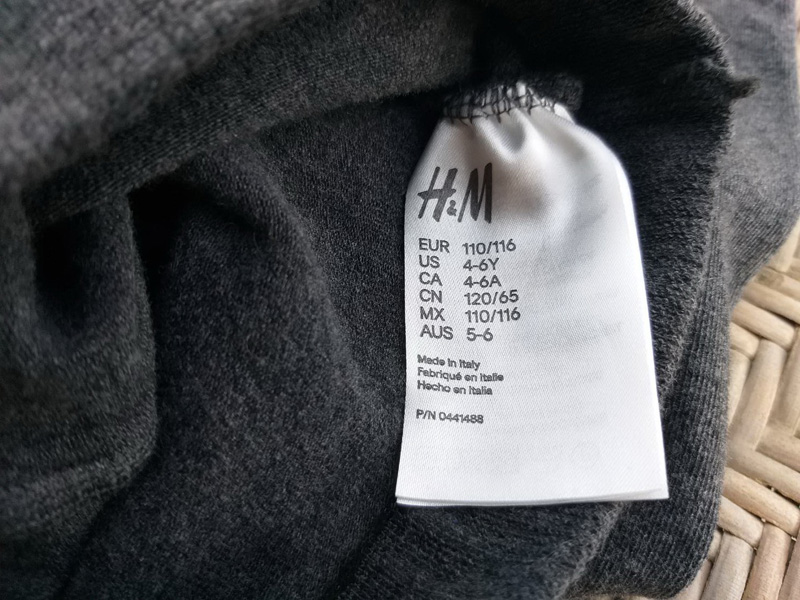 H&M
EUR 110/116
US 4-6Y
CA 4-6A
CN 120/65
MX 110/116
AUS 5-6
Made in Italy
Fabriqué en Italie
Hecho en Italia
P/N 0441488